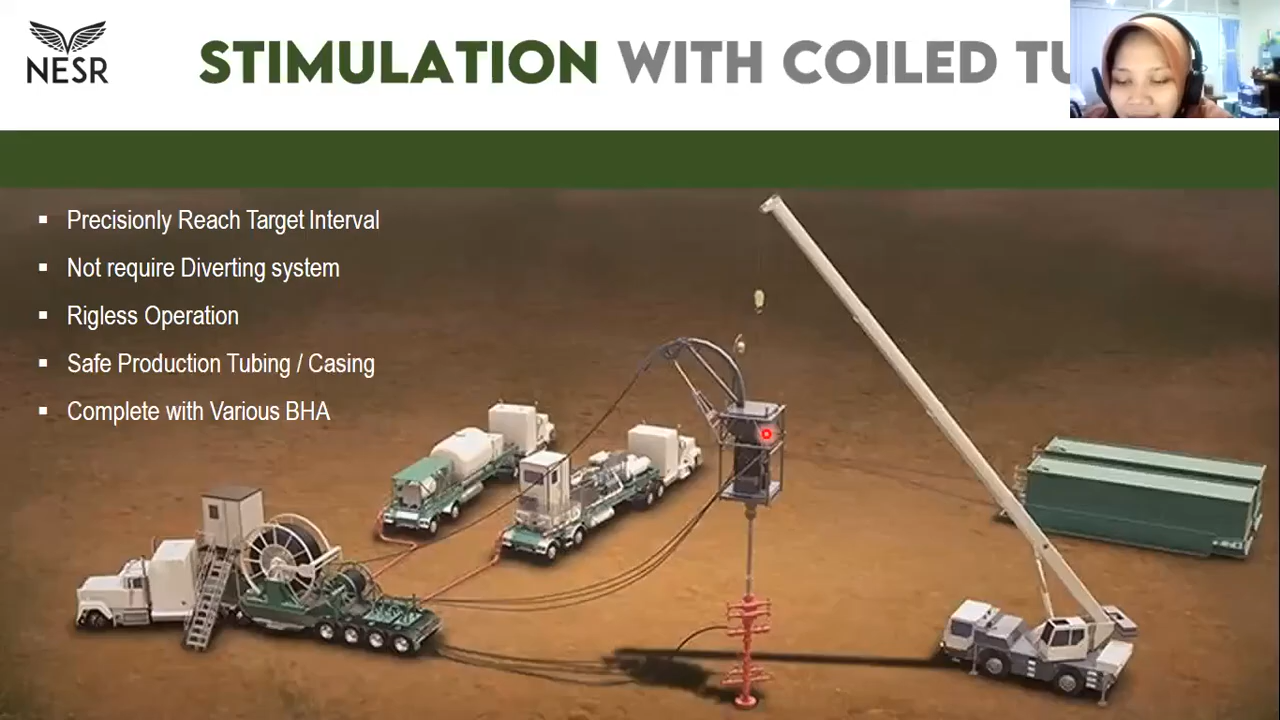 NESR
STIMULATION WITH COILED TU
Precisionly Reach Target Interval
Not require Diverting system
Rigless Operation
Safe Production Tubing / Casing
Complete with Various BHA